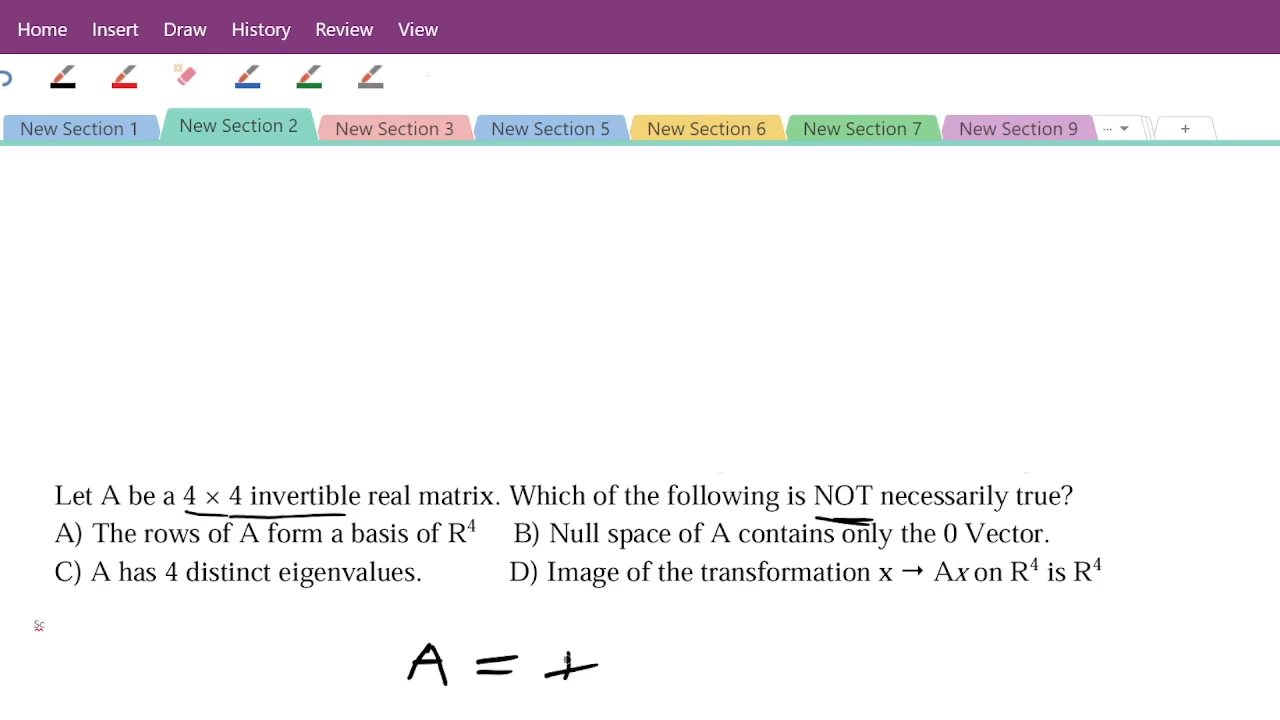 Home Insert Draw History Review View
New Section 1 New Section 2 New Section 3 New Section 5 New Section 6 New Section 7 New Section 9 ... +
Let A be a 4 × 4 invertible real matrix. Which of the following is NOT necessarily true?
A) The rows of A form a basis of R⁴ B) Null space of A contains only the 0 Vector.
C) A has 4 distinct eigenvalues. D) Image of the transformation x → Ax on R⁴ is R⁴
Sc
A = +